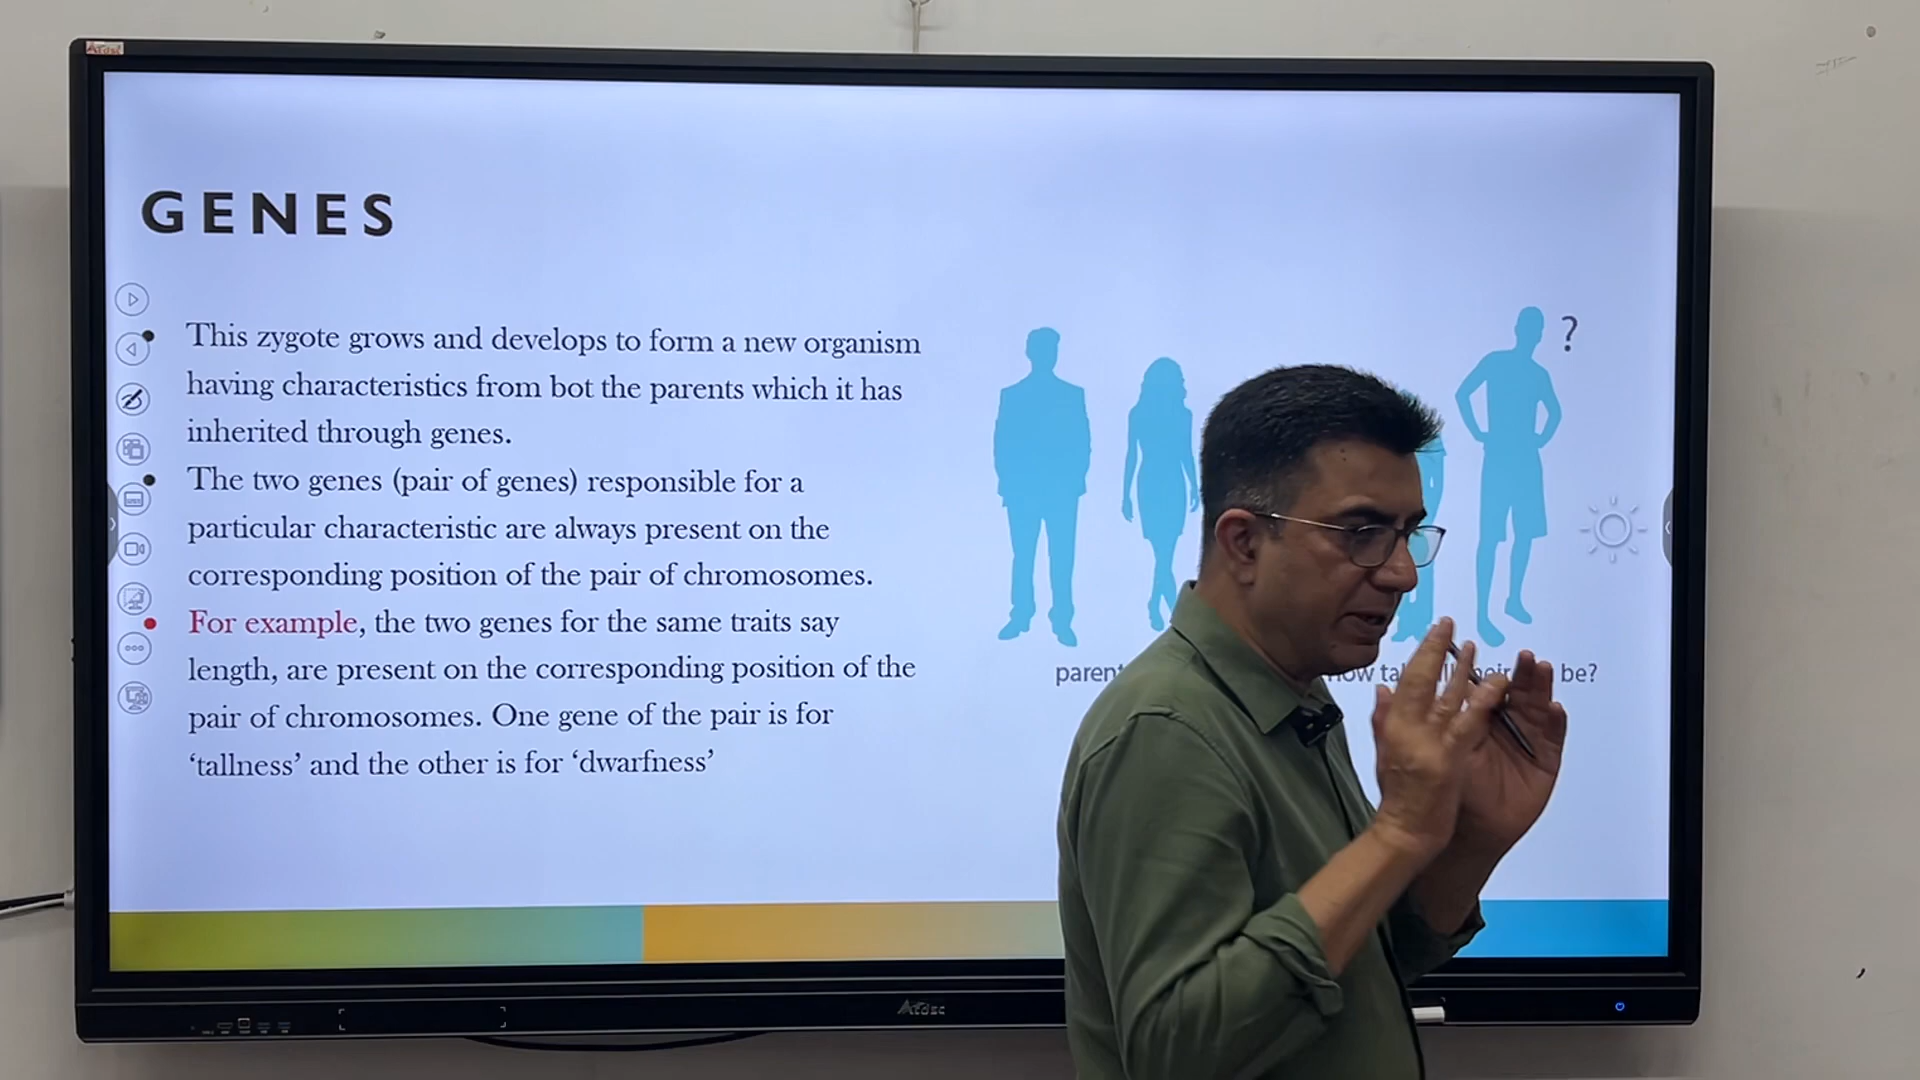 Atdsc
GENES
This zygote grows and develops to form a new organism
having characteristics from bot the parents which it has
inherited through genes.
The two genes (pair of genes) responsible for a
particular characteristic are always present on the
corresponding position of the pair of chromosomes.
For example, the two genes for the same traits say
length, are present on the corresponding position of the
pair of chromosomes. One gene of the pair is for
‘tallness’ and the other is for ‘dwarfness’
?
be?
Atdsc